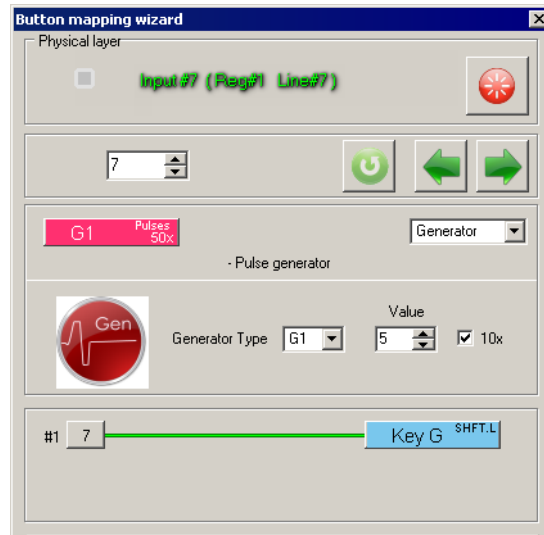 Button mapping wizard
Physical layer
Input #7 ( Reg#1 Line#7 )
7
G1 Pulses 50x
Generator
- Pulse generator
Gen
Value
Generator Type G1 5 10x
#1 7 Key G SHFT.L